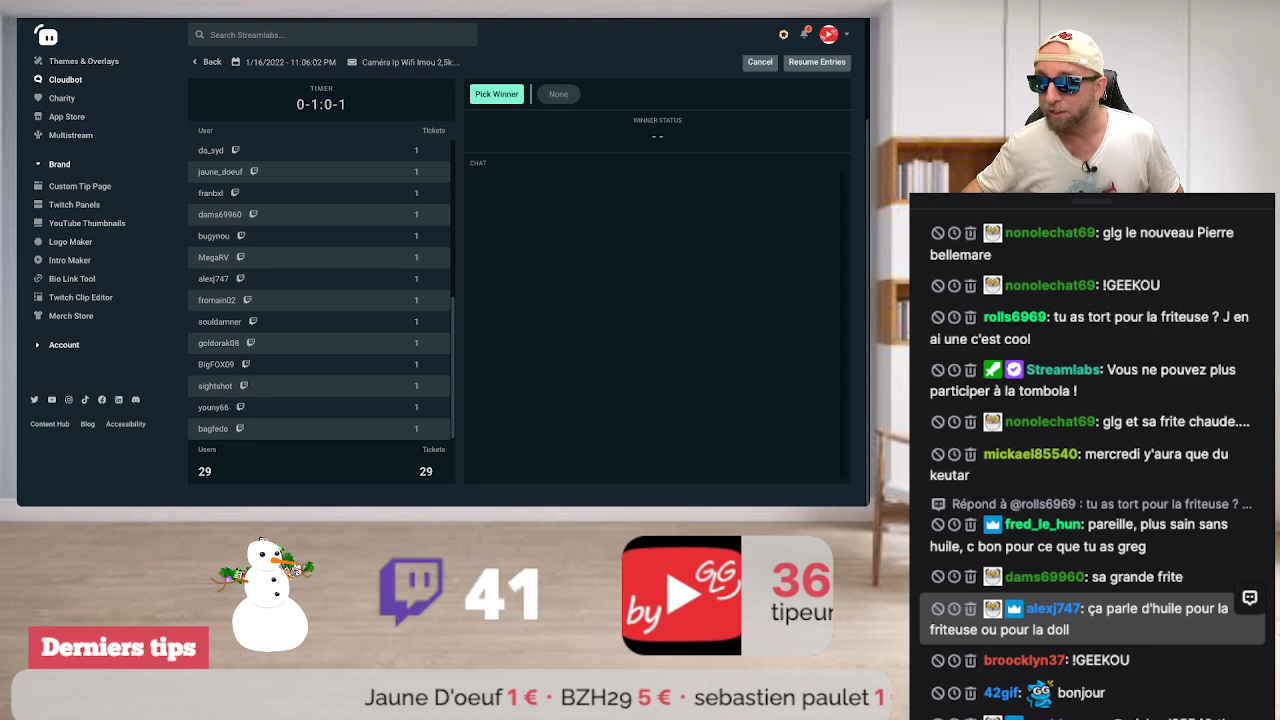 Search Streamlabs...
Themes & Overlays
Cloudbot
Charity
App Store
Multistream
Brand
Custom Tip Page
Twitch Panels
YouTube Thumbnails
Logo Maker
Intro Maker
Bio Link Tool
Twitch Clip Editor
Merch Store
Account
Content Hub Blog Accessibility
Back 1/16/2022 - 11:06:02 PM Caméra Ip Wifi Imou 2,5k:...
Cancel Resume Entries
TIMER
0-1:0-1
User Tickets
da_syd 1
jaune_doeuf 1
franbxl 1
dams69960 1
bugynou 1
MegaRV 1
alexj747 1
fromain02 1
souldamner 1
goldorak08 1
BigFOX09 1
sightshot 1
youny66 1
bagfedo 1
Users Tickets
29 29
Pick Winner None
WINNER STATUS
--
CHAT
nonolechat69: glg le nouveau Pierre
bellemare
nonolechat69: !GEEKOU
rolls6969: tu as tort pour la friteuse ? J en
ai une c'est cool
Streamlabs: Vous ne pouvez plus
participer à la tombola !
nonolechat69: glg et sa frite chaude....
mickael85540: mercredi y'aura que du
keutar
Répond à @rolls6969 : tu as tort pour la friteuse ? ...
fred_le_hun: pareille, plus sain sans
huile, c bon pour ce que tu as greg
dams69960: sa grande frite
alexj747: ça parle d'huile pour la
friteuse ou pour la doll
broocklyn37: !GEEKOU
42gif: GG bonjour
41
by GLG
36
tipeur
Derniers tips
Jaune D'oeuf 1 € · BZH29 5 € · sebastien paulet 1